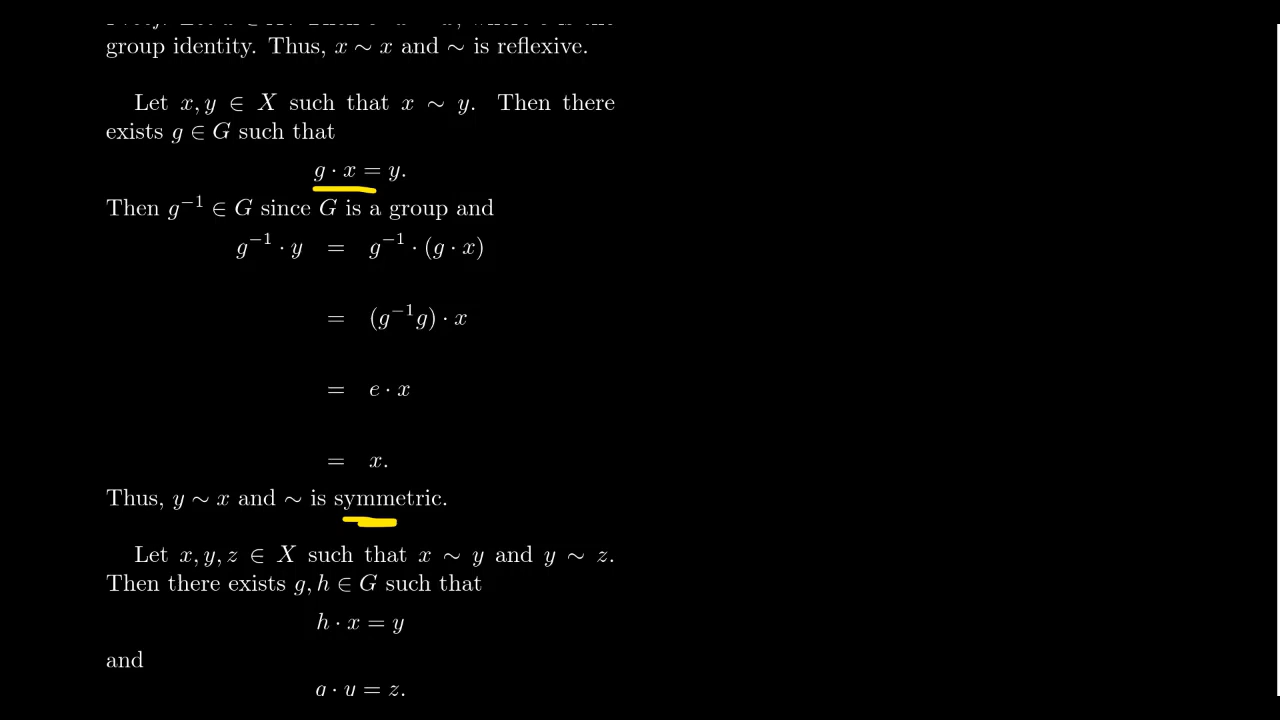 group identity. Thus, x ∼ x and ∼ is reflexive.
Let x, y ∈ X such that x ∼ y. Then there
exists g ∈ G such that
g · x = y.
Then g⁻¹ ∈ G since G is a group and
g⁻¹ · y = g⁻¹ · (g · x)
= (g⁻¹g) · x
= e · x
= x.
Thus, y ∼ x and ∼ is symmetric.
Let x, y, z ∈ X such that x ∼ y and y ∼ z.
Then there exists g, h ∈ G such that
h · x = y
and
g · y = z.